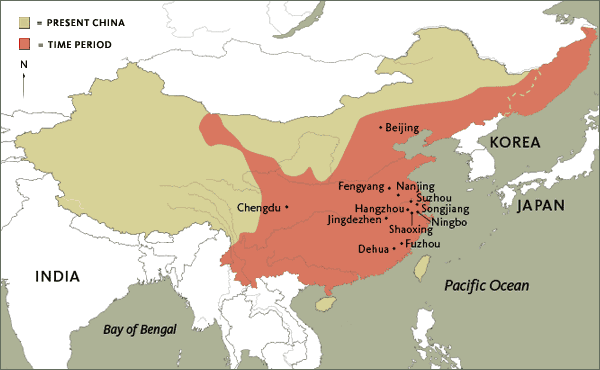 = PRESENT CHINA
= TIME PERIOD
N
Beijing
KOREA
Fengyang
Nanjing
Suzhou
Chengdu
Hangzhou
Songjiang
JAPAN
Jingdezhen
Ningbo
Shaoxing
Dehua
Fuzhou
INDIA
Pacific Ocean
Bay of Bengal